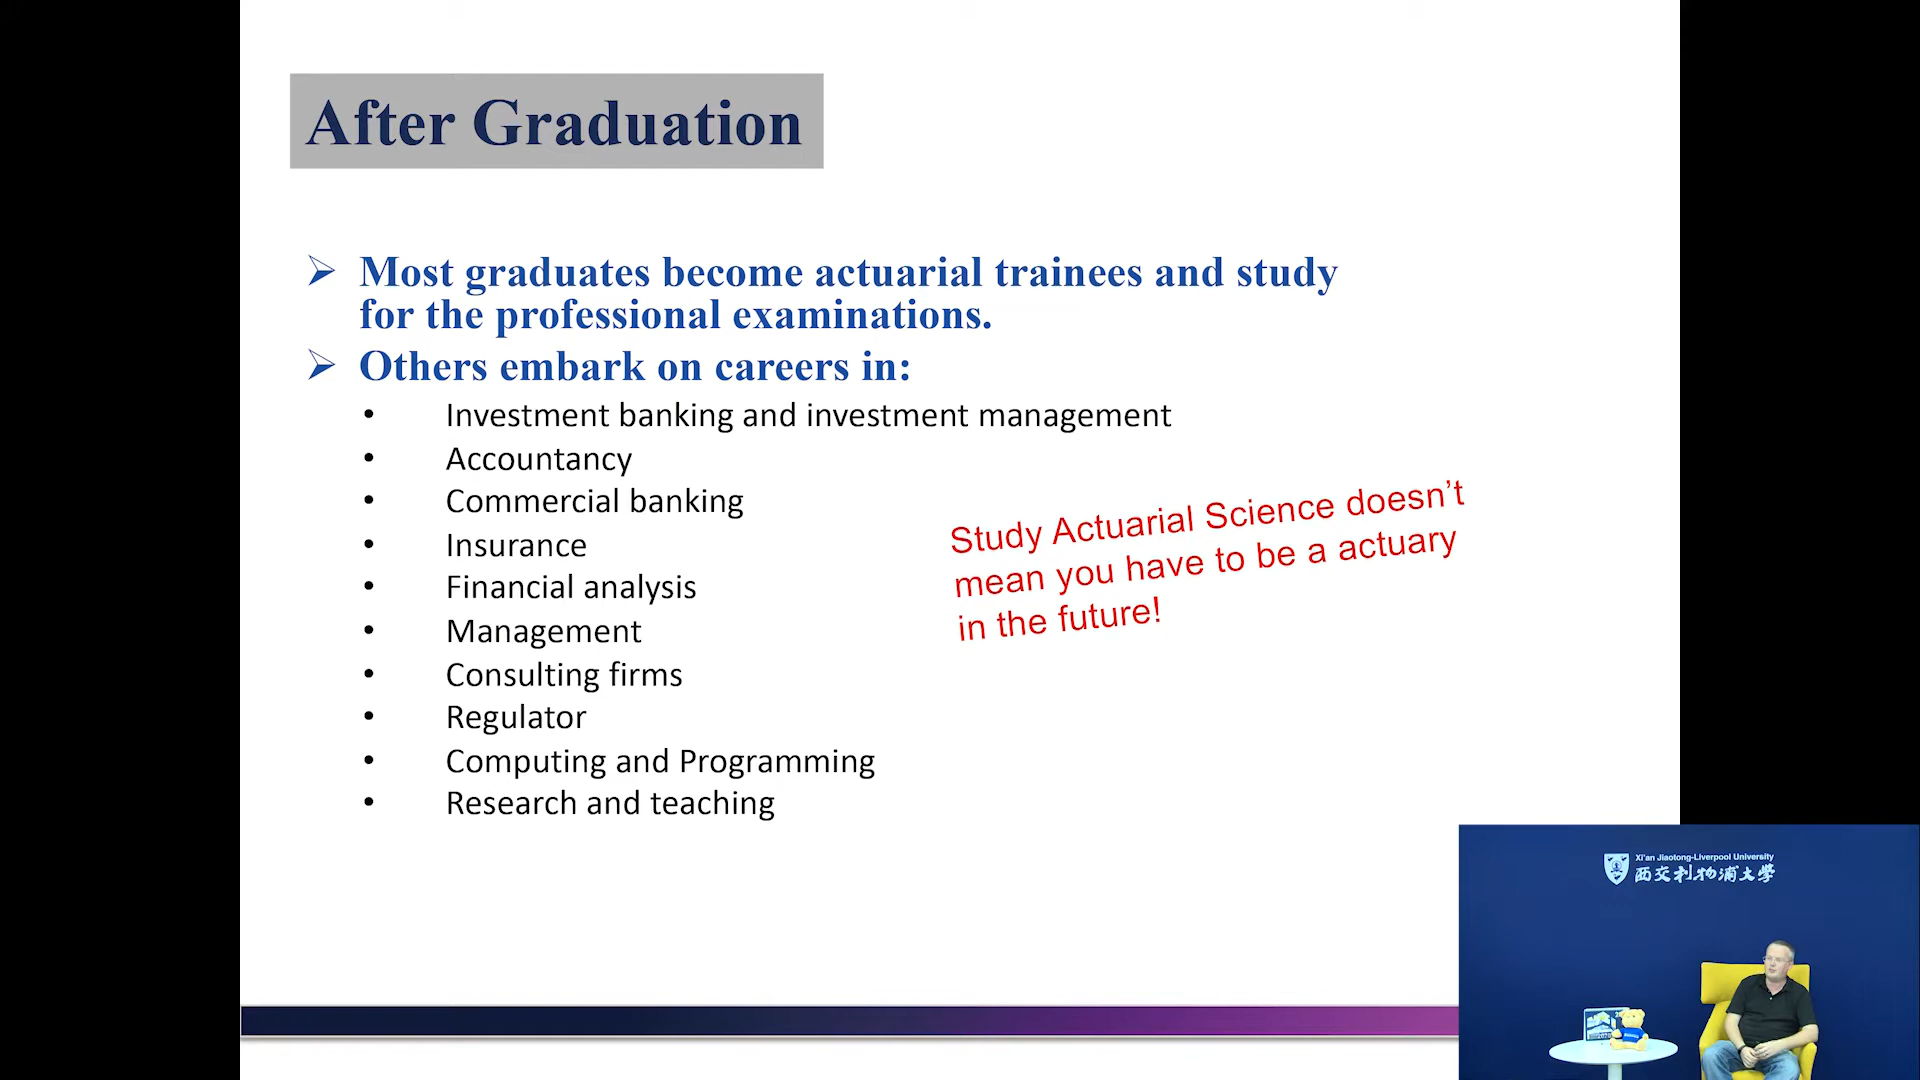 After Graduation
Most graduates become actuarial trainees and study
for the professional examinations.
Others embark on careers in:
Investment banking and investment management
Accountancy
Commercial banking
Insurance
Financial analysis
Management
Consulting firms
Regulator
Computing and Programming
Research and teaching
Study Actuarial Science doesn’t
mean you have to be a actuary
in the future!
Xi'an Jiaotong-Liverpool University
西交利物浦大学